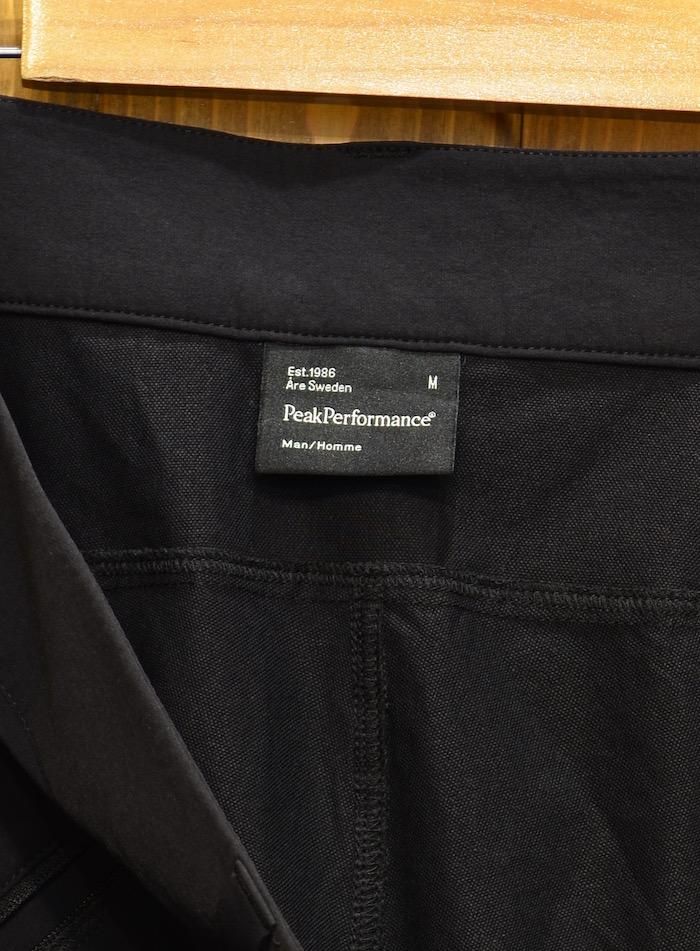 Est.1986
Åre Sweden
M
PeakPerformance®
Man/Homme